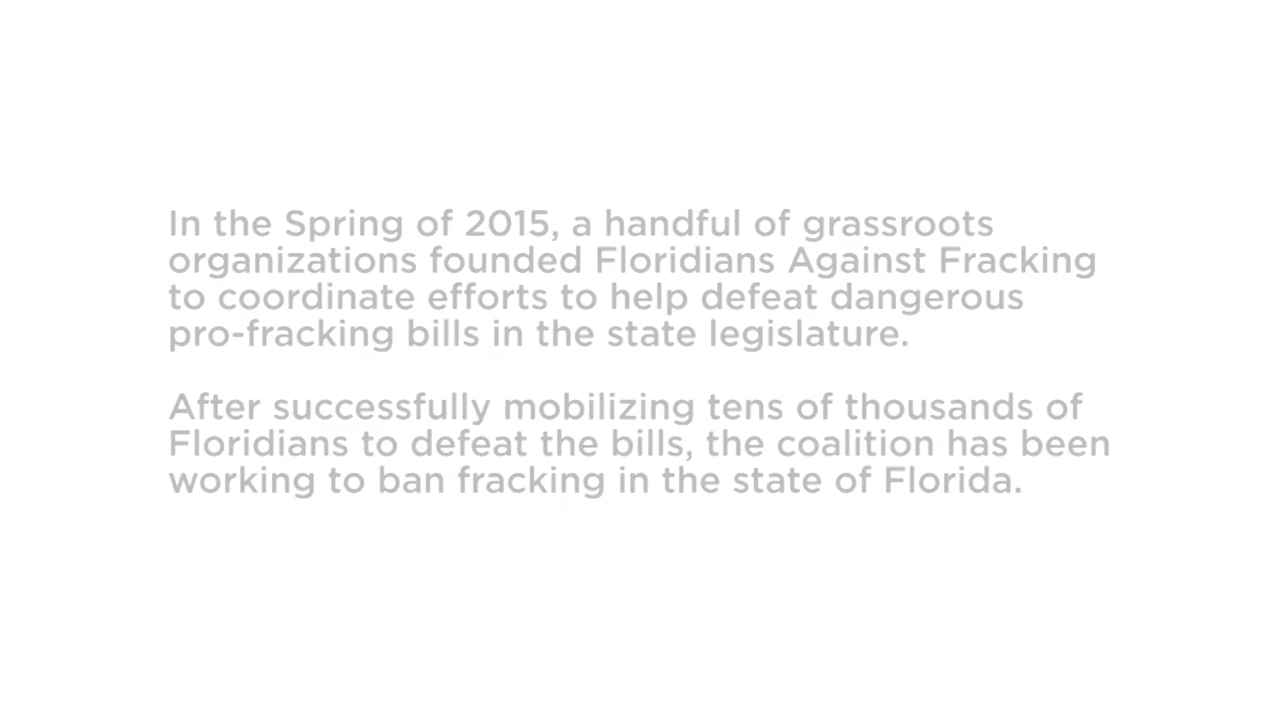 In the Spring of 2015, a handful of grassroots
organizations founded Floridians Against Fracking
to coordinate efforts to help defeat dangerous
pro-fracking bills in the state legislature.
After successfully mobilizing tens of thousands of
Floridians to defeat the bills, the coalition has been
working to ban fracking in the state of Florida.